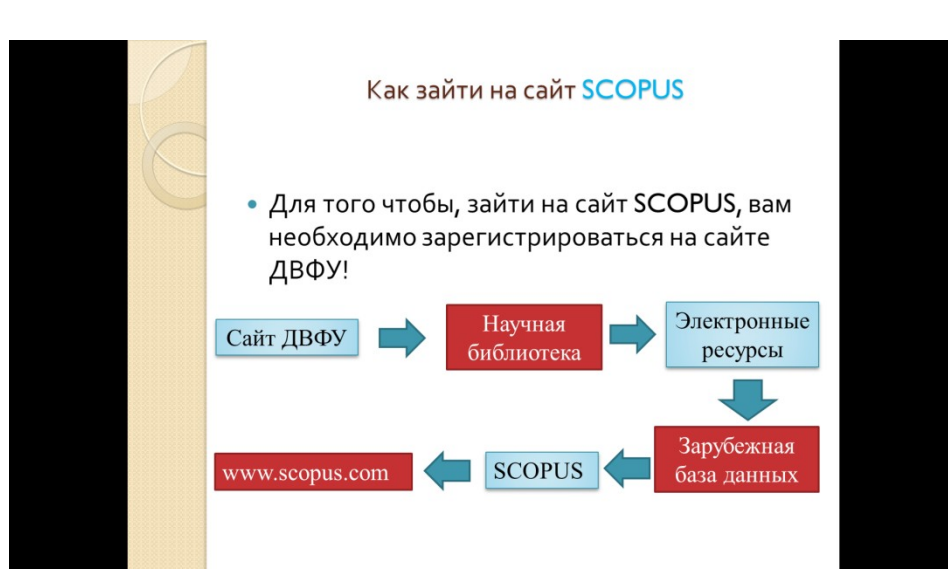 Как зайти на сайт SCOPUS
Для того чтобы, зайти на сайт SCOPUS, вам
необходимо зарегистрироваться на сайте
ДВФУ!
Сайт ДВФУ
Научная
библиотека
Электронные
ресурсы
Зарубежная
база данных
SCOPUS
www.scopus.com